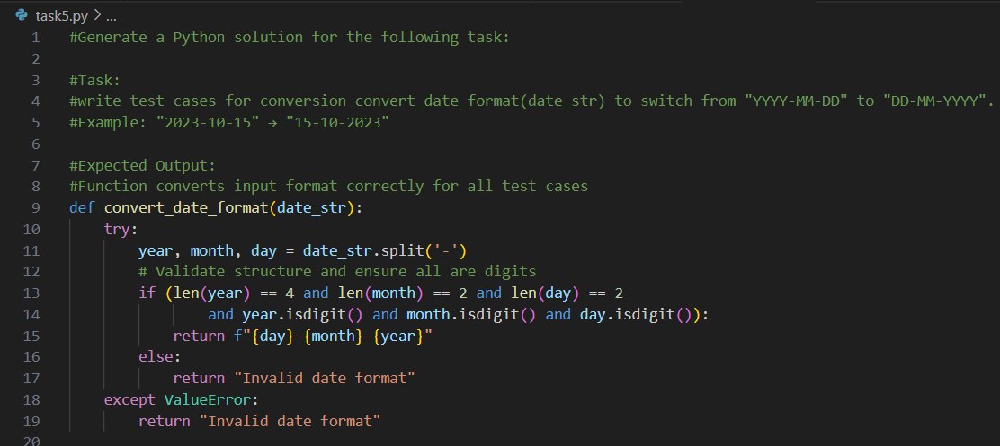 task5.py > ...
1 #Generate a Python solution for the following task:
2
3 #Task:
4 #write test cases for conversion convert_date_format(date_str) to switch from "YYYY-MM-DD" to "DD-MM-YYYY".
5 #Example: "2023-10-15" → "15-10-2023"
6
7 #Expected Output:
8 #Function converts input format correctly for all test cases
9 def convert_date_format(date_str):
10     try:
11         year, month, day = date_str.split('-')
12         # Validate structure and ensure all are digits
13         if (len(year) == 4 and len(month) == 2 and len(day) == 2
14                 and year.isdigit() and month.isdigit() and day.isdigit()):
15             return f"{day}-{month}-{year}"
16         else:
17             return "Invalid date format"
18     except ValueError:
19         return "Invalid date format"
20